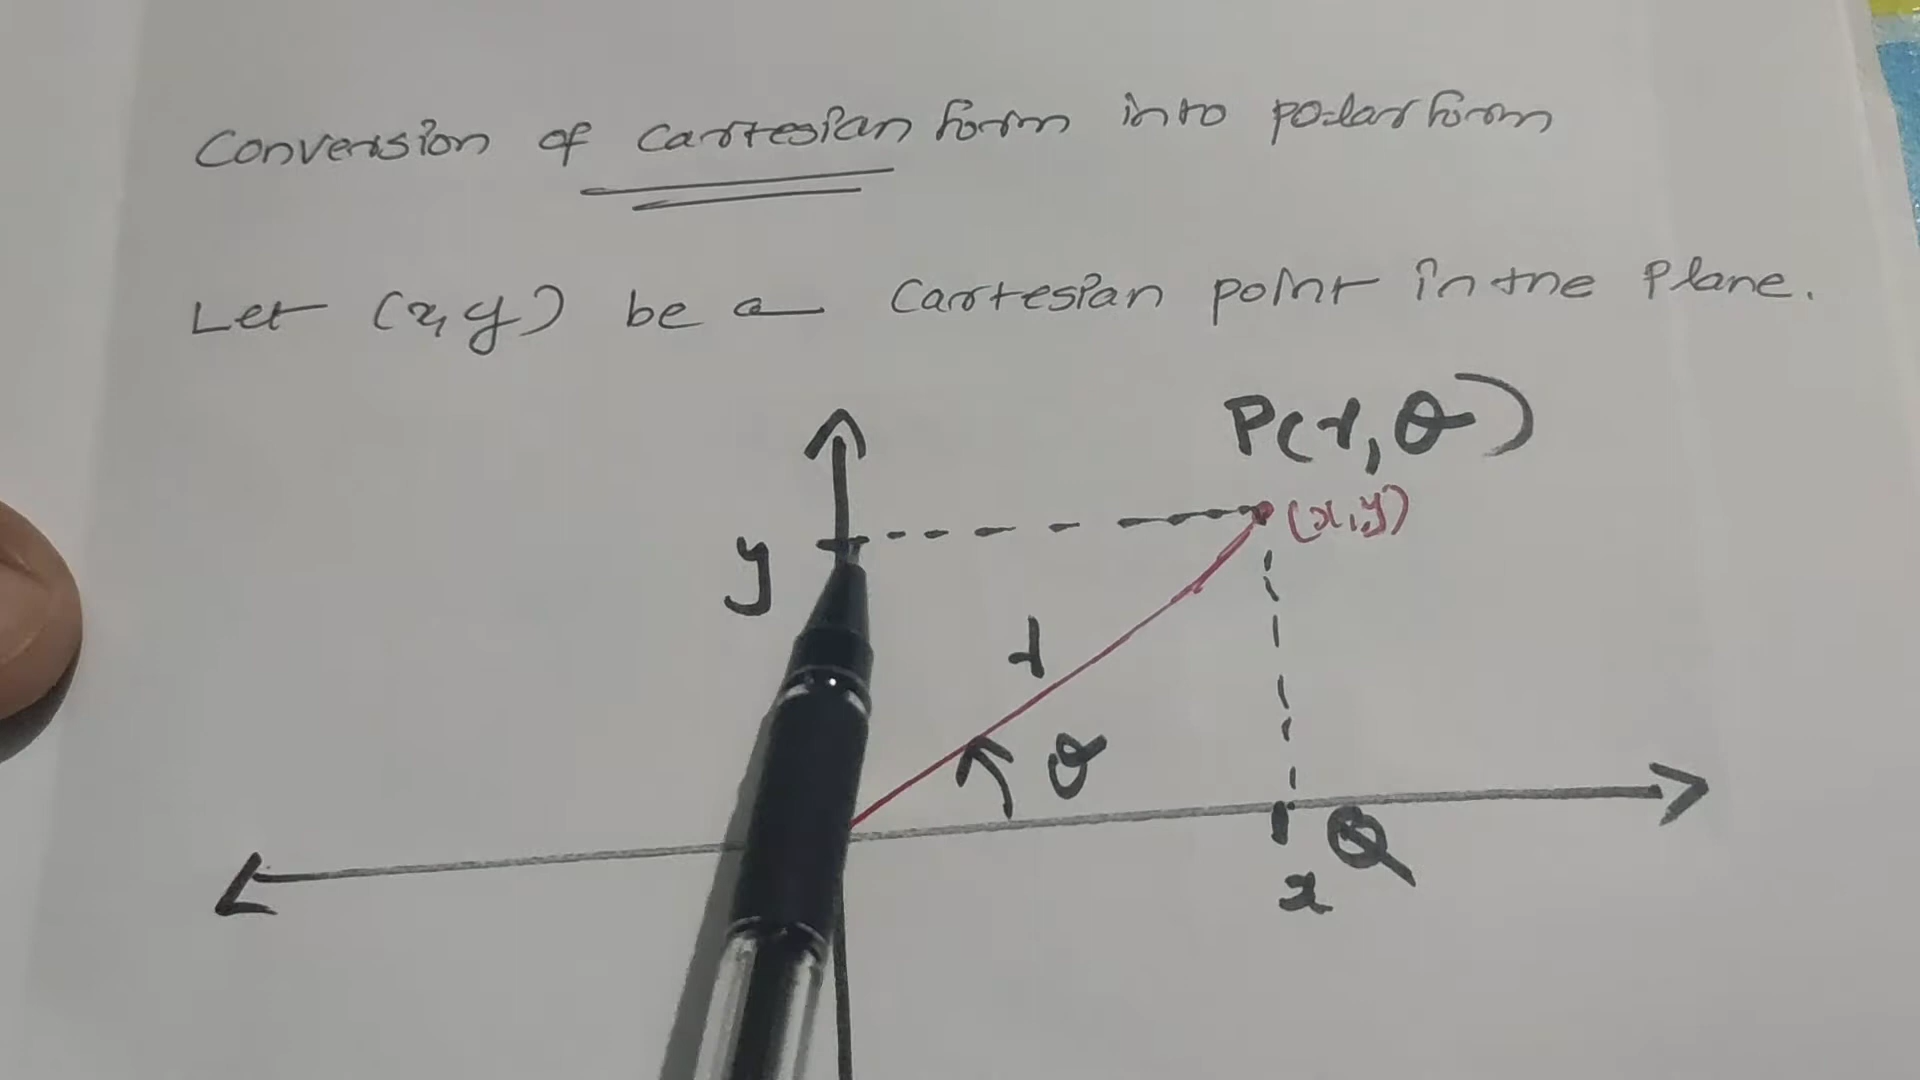 Conversion of Cartesian form into polar form
Let (x, y) be a Cartesian point in the plane.
P(r, θ)
(x, y)
y
r
θ
Q
x